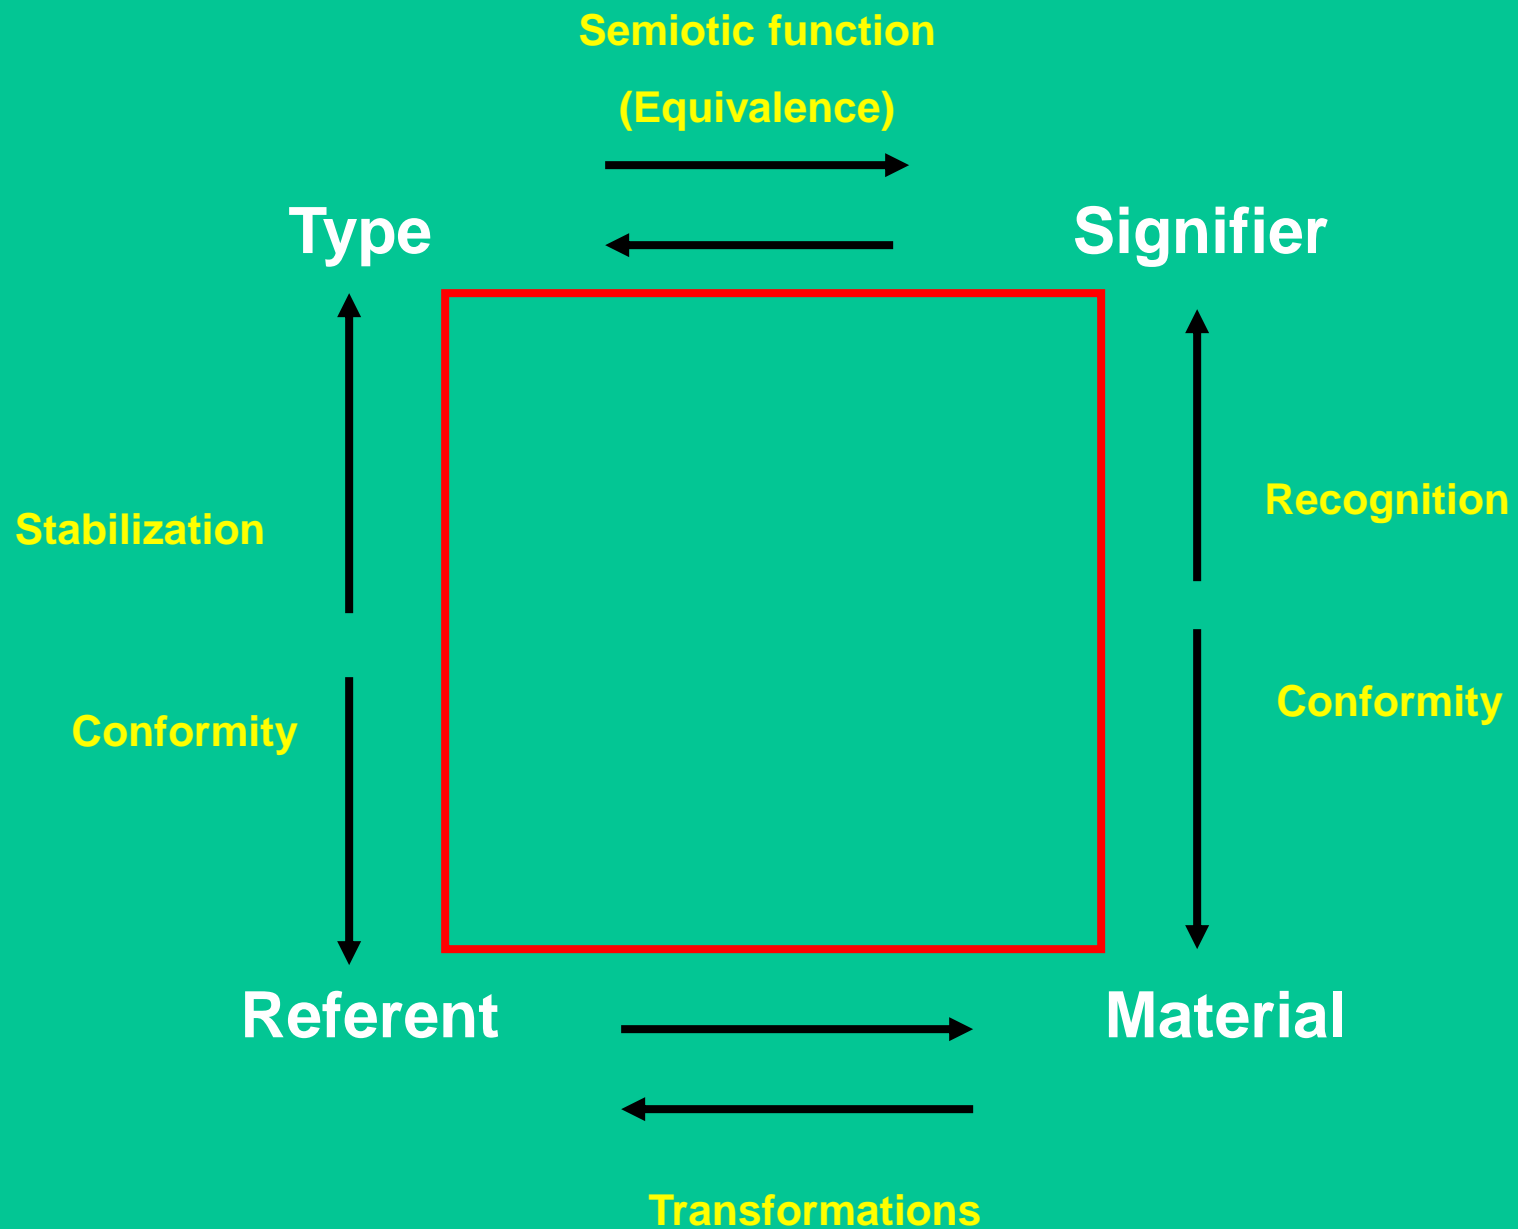 Semiotic function
(Equivalence)
Type
Signifier
Stabilization
Recognition
Conformity
Conformity
Referent
Material
Transformations